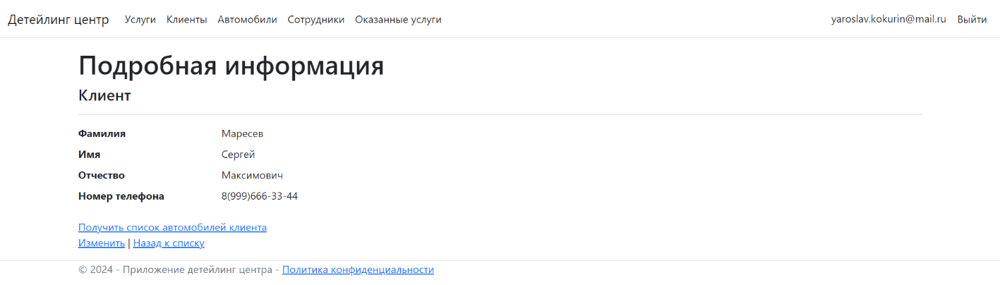 Детейлинг центр Услуги Клиенты Автомобили Сотрудники Оказанные услуги yaroslav.kokurin@mail.ru Выйти
Подробная информация
Клиент
Фамилия Маресев
Имя Сергей
Отчество Максимович
Номер телефона 8(999)666-33-44
Получить список автомобилей клиента
Изменить | Назад к списку
© 2024 - Приложение детейлинг центра - Политика конфиденциальности